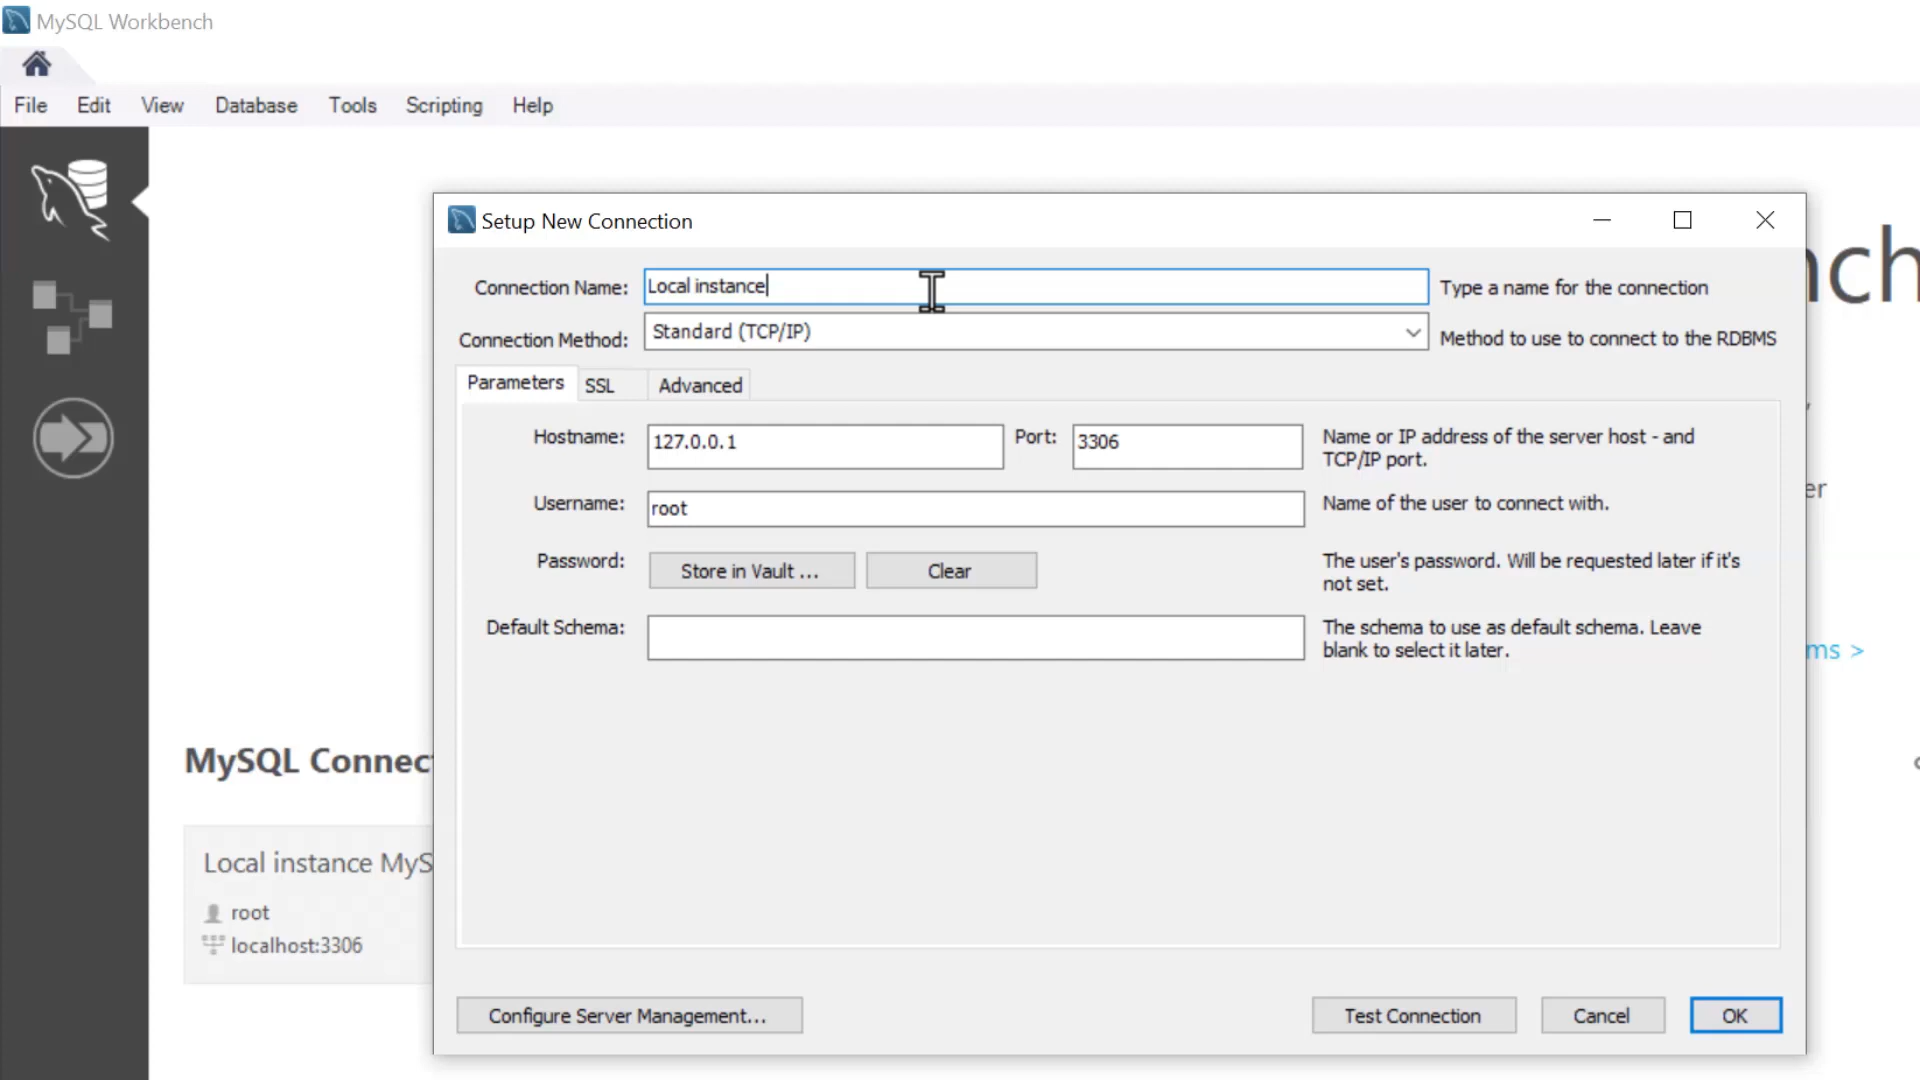 MySQL Workbench
File Edit View Database Tools Scripting Help
Setup New Connection
Connection Name: Local instance Type a name for the connection
Connection Method: Standard (TCP/IP) Method to use to connect to the RDBMS
Parameters SSL Advanced
Hostname: 127.0.0.1 Port: 3306 Name or IP address of the server host - and
TCP/IP port.
Username: root Name of the user to connect with.
Password: Store in Vault ... Clear The user's password. Will be requested later if it's
not set.
Default Schema: The schema to use as default schema. Leave
blank to select it later.
ch
er
ms >
MySQL Connect
Local instance MyS
root
localhost:3306
Configure Server Management... Test Connection Cancel OK